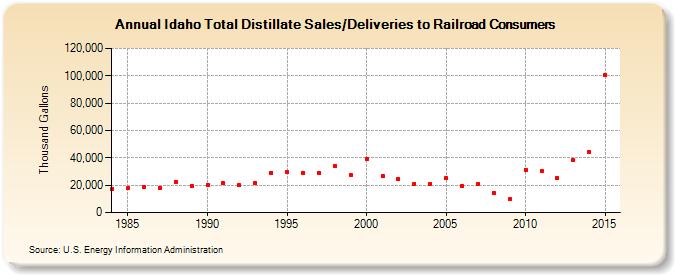 Annual Idaho Total Distillate Sales/Deliveries to Railroad Consumers
Thousand Gallons
120,000
100,000
80,000
60,000
40,000
20,000
0
1985 1990 1995 2000 2005 2010 2015
Source: U.S. Energy Information Administration